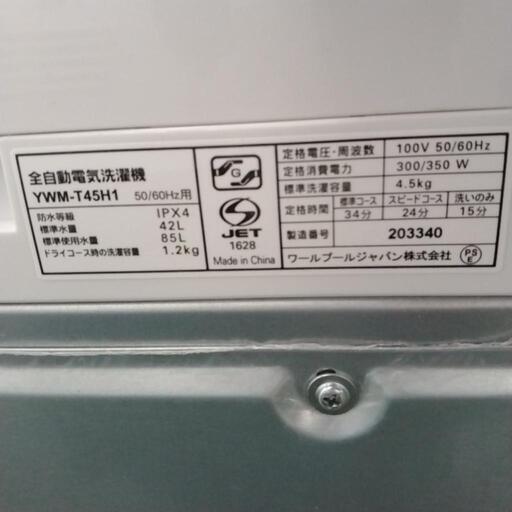 全自動電気洗濯機
YWM-T45H1 50/60Hz用
防水等級 IPX4
標準水量 42L
標準使用水量 85L
ドライコース時の洗濯容量 1.2kg
G
JET
1628
Made in China
定格電圧・周波数 100V 50/60Hz
定格消費電力 300/350 W
標準洗濯容量 4.5kg
定格時間 標準コース スピードコース 洗いのみ
34分 24分 15分
製造番号 203340
ワールプールジャパン株式会社 PSE